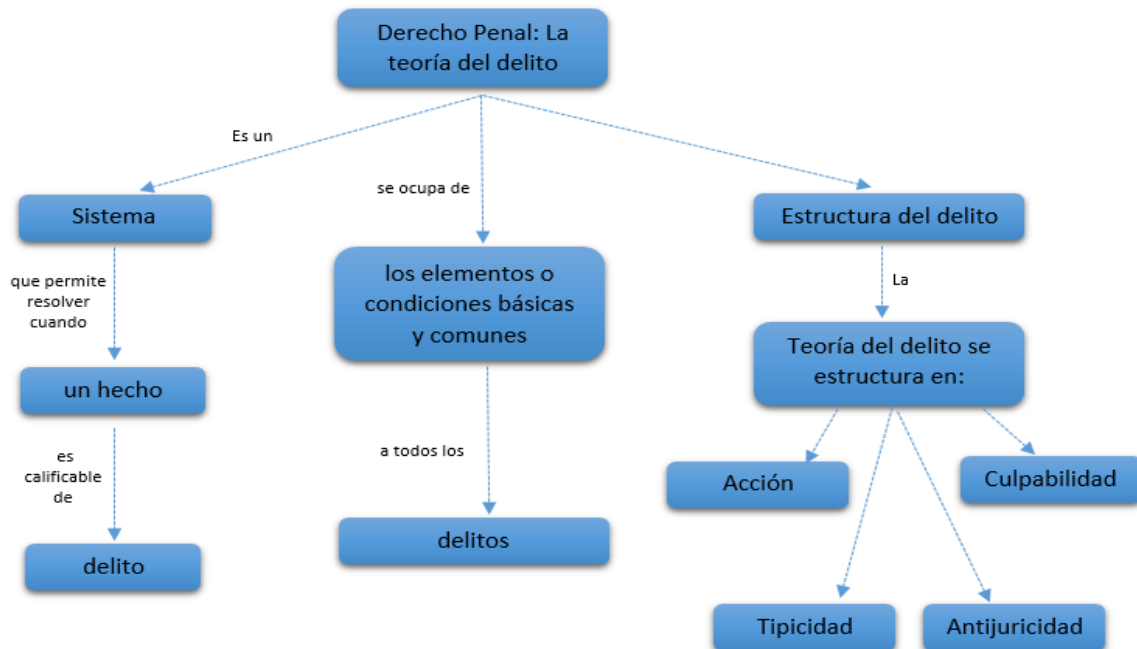 Derecho Penal: La
teoría del delito
Es un
se ocupa de
Sistema
Estructura del delito
que permite
resolver
cuando
los elementos o
condiciones básicas
y comunes
La
Teoría del delito se
estructura en:
un hecho
es
calificable
de
a todos los
Acción
Culpabilidad
delito
delitos
Tipicidad
Antijuricidad